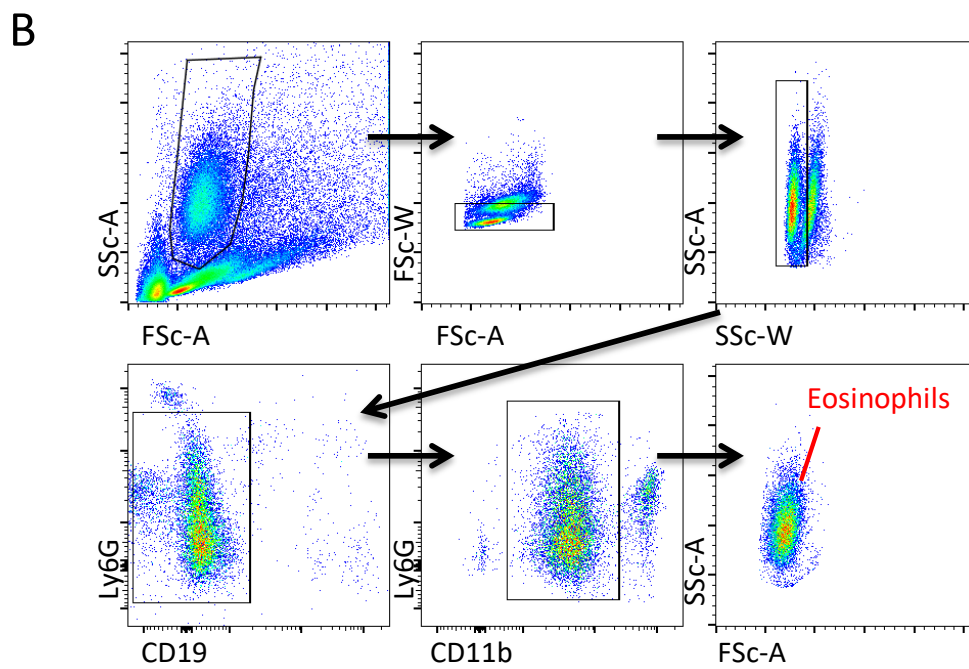 B
SSc-A
FSc-A
FSc-W
FSc-A
SSc-A
SSc-W
Ly6G
CD19
Ly6G
CD11b
Eosinophils
SSc-A
FSc-A